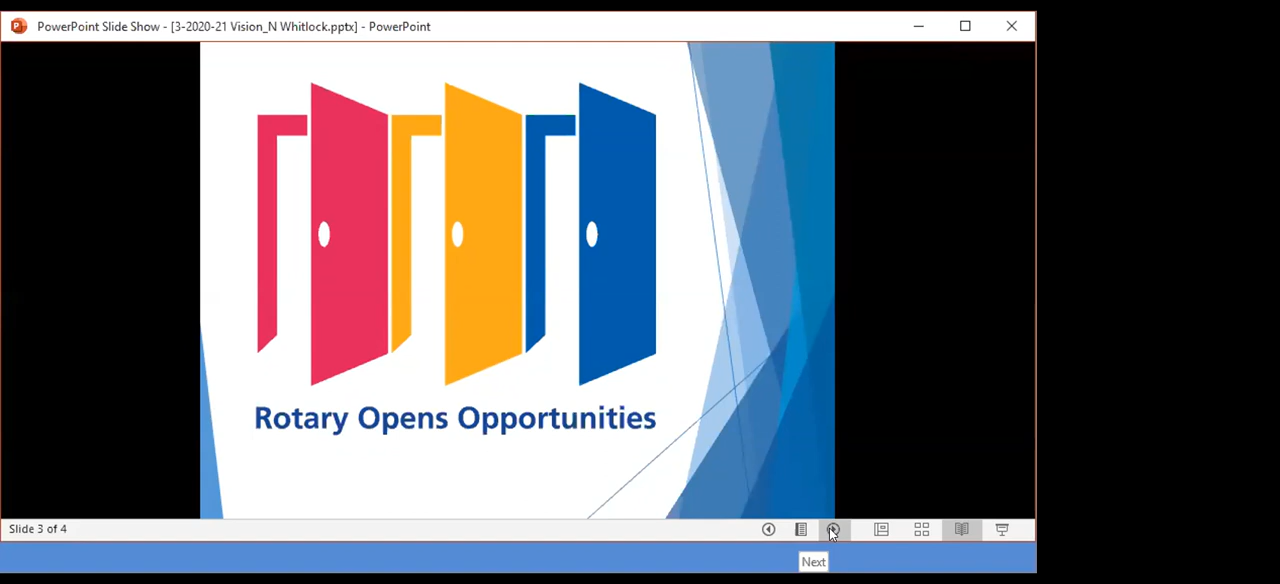 PowerPoint Slide Show - [3-2020-21 Vision_N Whitlock.pptx] - PowerPoint
Rotary Opens Opportunities
Slide 3 of 4
Next